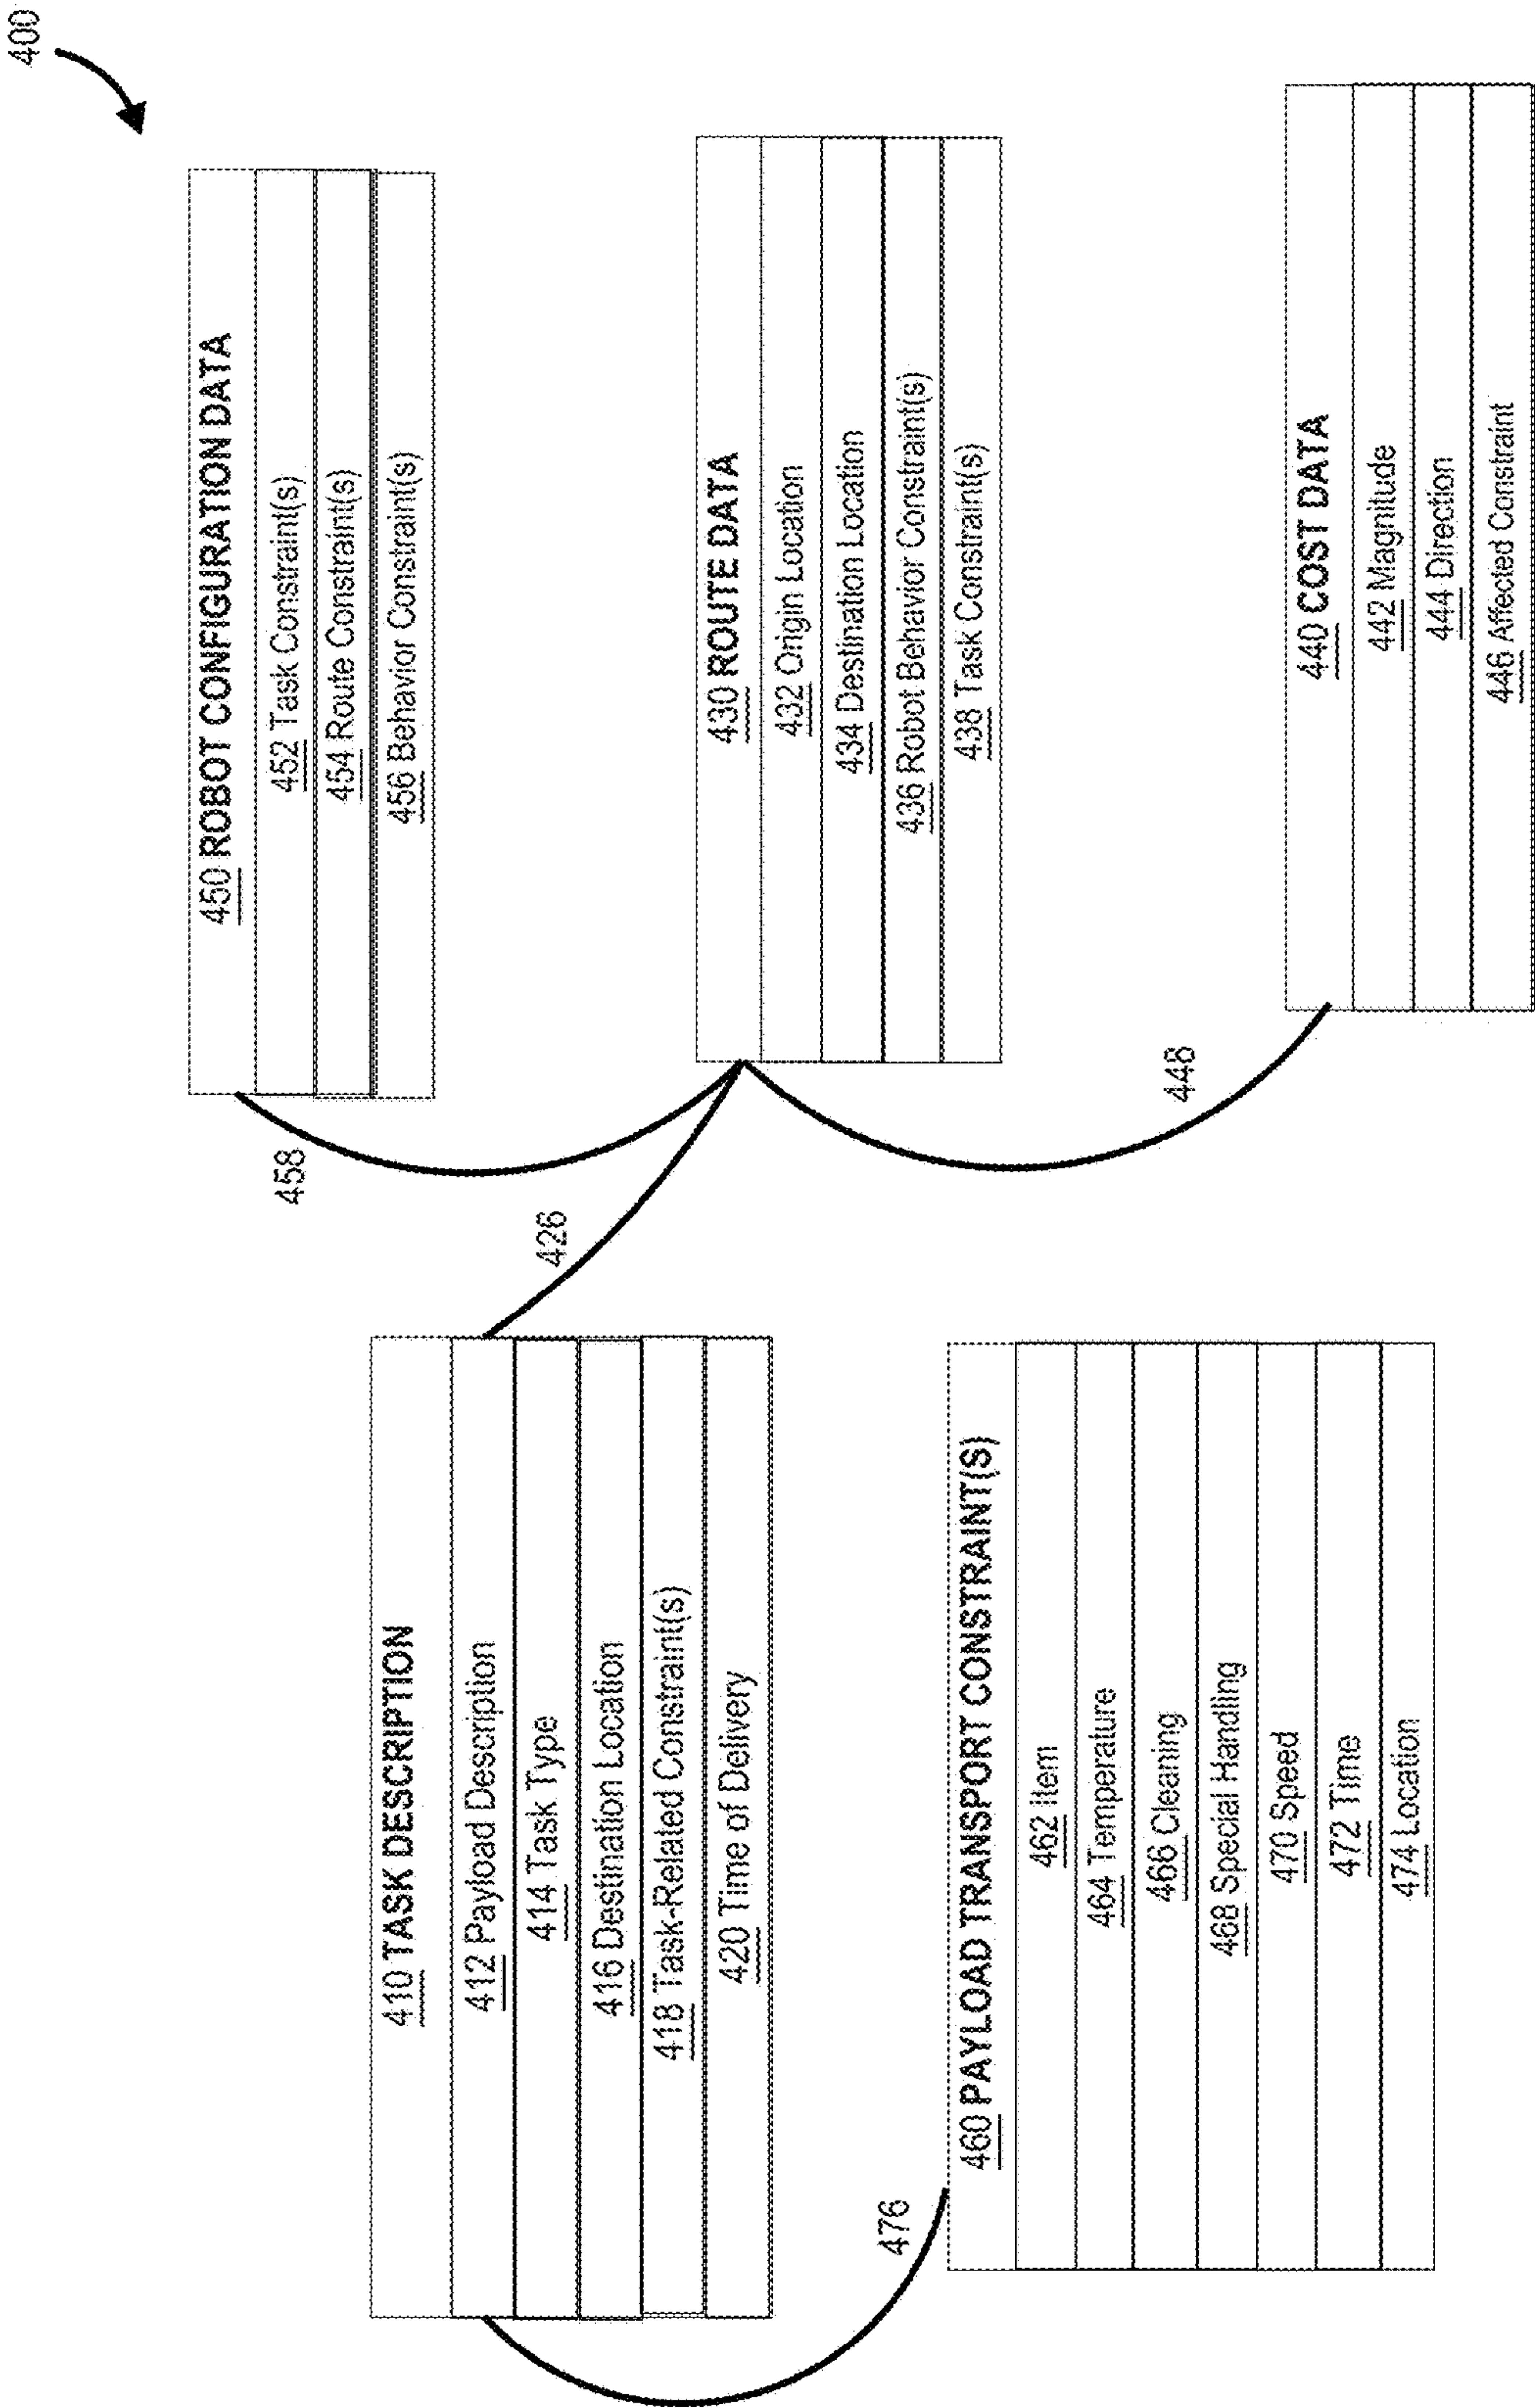 400
410 TASK DESCRIPTION
412 Payload Description
414 Task Type
416 Destination Location
418 Task-Related Constraint(s)
420 Time of Delivery
476
460 PAYLOAD TRANSPORT CONSTRAINT(S)
462 Item
464 Temperature
466 Cleaning
468 Special Handling
470 Speed
472 Time
474 Location
426
458
450 ROBOT CONFIGURATION DATA
452 Task Constraint(s)
454 Route Constraint(s)
456 Behavior Constraint(s)
430 ROUTE DATA
432 Origin Location
434 Destination Location
436 Robot Behavior Constraint(s)
438 Task Constraint(s)
448
440 COST DATA
442 Magnitude
444 Direction
446 Affected Constraint